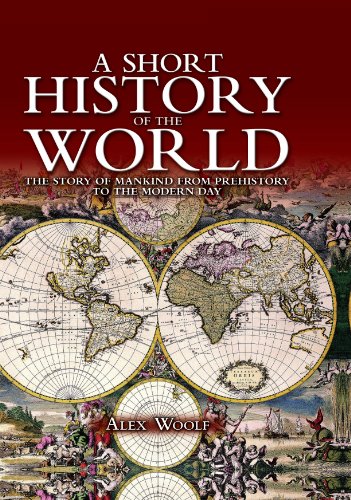 A SHORT
HISTORY
OF THE
WORLD
THE STORY OF MANKIND FROM PREHISTORY
TO THE MODERN DAY
ALEX WOOLF